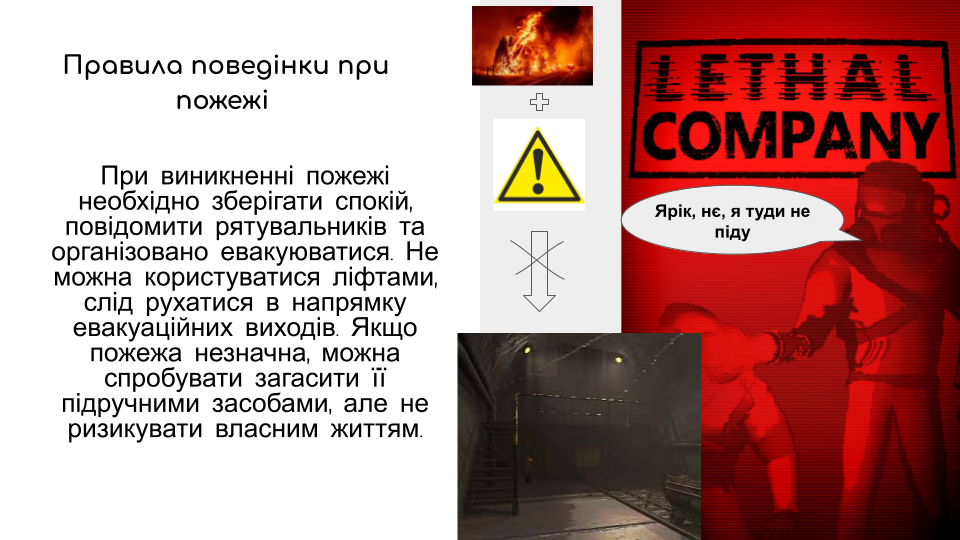 Правила поведінки при
пожежі
При виникненні пожежі
необхідно зберігати спокій,
повідомити рятувальників та
організовано евакуюватися. Не
можна користуватися ліфтами,
слід рухатися в напрямку
евакуаційних виходів. Якщо
пожежа незначна, можна
спробувати загасити її
підручними засобами, але не
ризикувати власним життям.
LETHAL
COMPANY
Ярік, нє, я туди не
піду